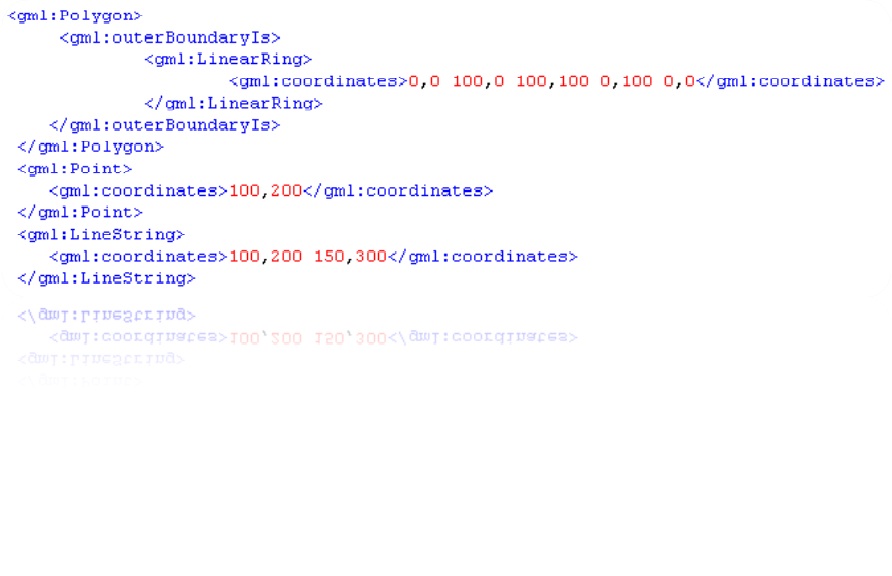 <gml:Polygon>
<gml:outerBoundaryIs>
<gml:LinearRing>
<gml:coordinates>0,0 100,0 100,100 0,100 0,0</gml:coordinates>
</gml:LinearRing>
</gml:outerBoundaryIs>
</gml:Polygon>
<gml:Point>
<gml:coordinates>100,200</gml:coordinates>
</gml:Point>
<gml:LineString>
<gml:coordinates>100,200 150,300</gml:coordinates>
</gml:LineString>